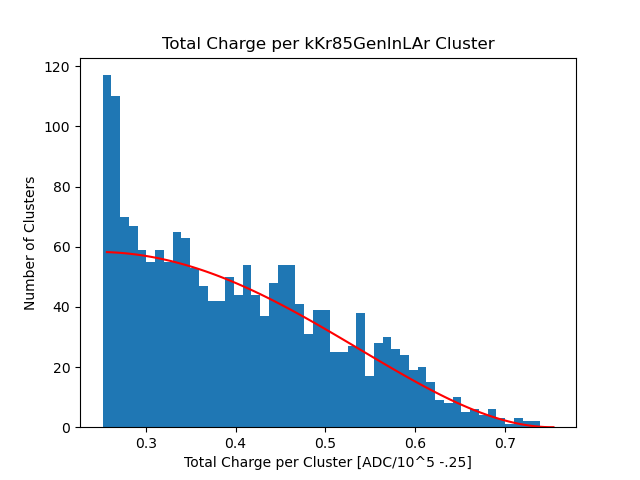 Total Charge per kKr85GenInLAr Cluster
Number of Clusters
120
100
80
60
40
20
0
0.3 0.4 0.5 0.6 0.7
Total Charge per Cluster [ADC/10^5 -.25]